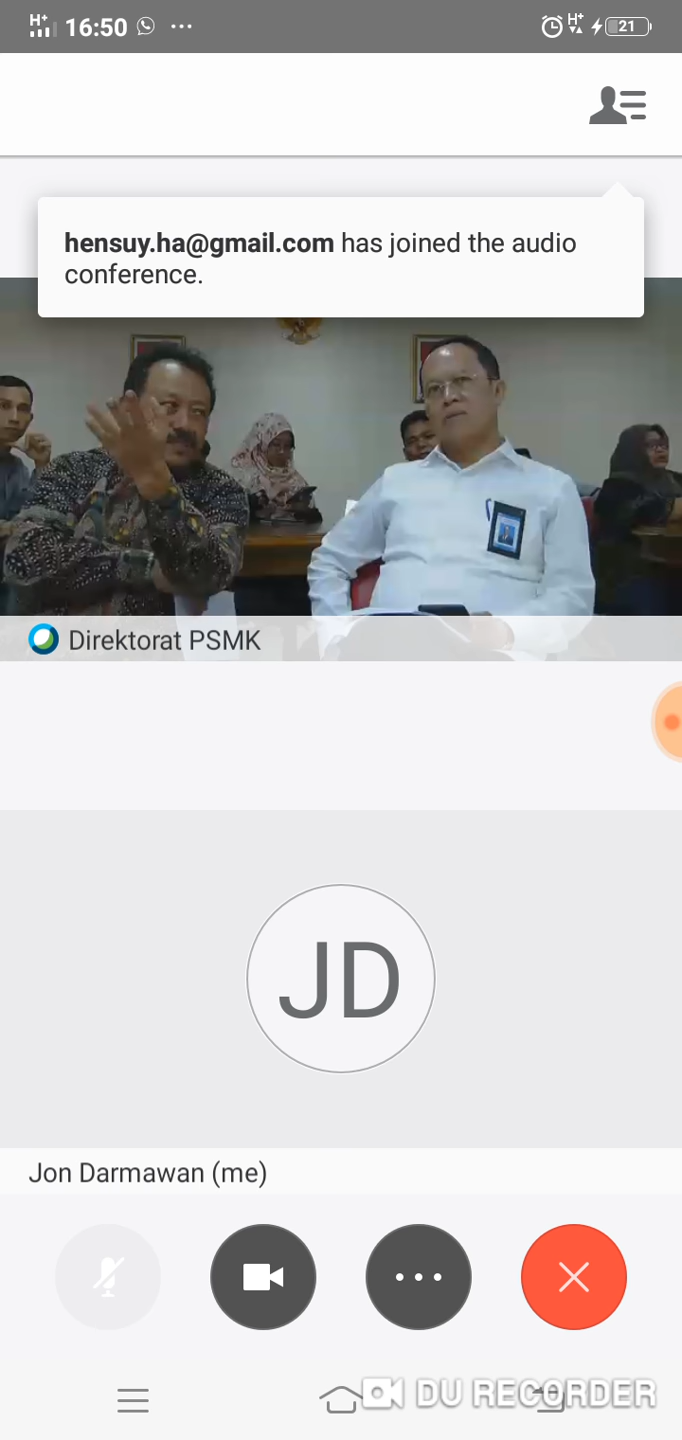 H+ 16:50 H+ 21
hensuy.ha@gmail.com has joined the audio
conference.
Direktorat PSMK
JD
Jon Darmawan (me)
DU RECORDER